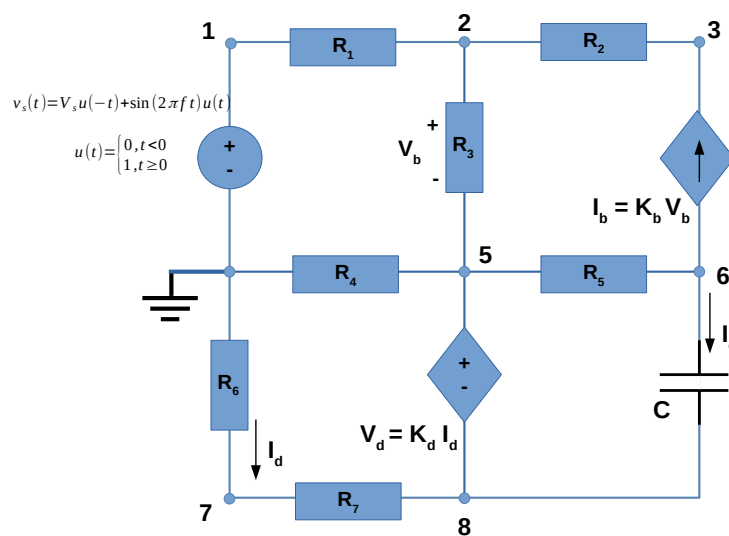 1
2
3
R₁
R₂
vₛ(t)=Vₛu(−t)+sin(2πft)u(t)
u(t)={0,t<0
1,t≥0
+
-
+
Vb
-
R₃
Ib = Kb Vb
R₄
5
R₅
6
R₆
+
-
I
C
Vd = Kd Id
Id
7
R₇
8